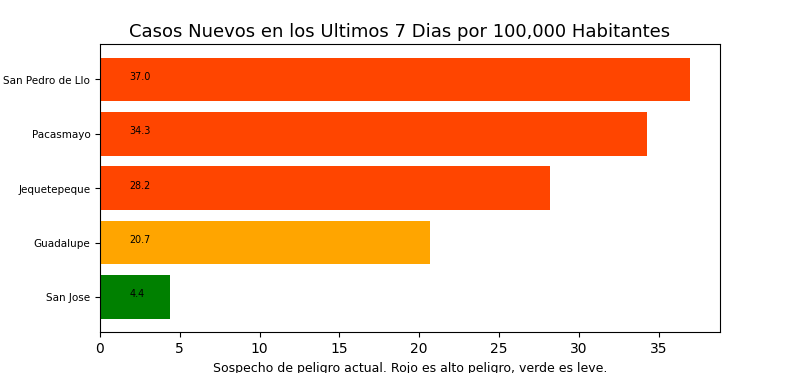 Casos Nuevos en los Ultimos 7 Dias por 100,000 Habitantes
San Pedro de Llo 37.0
Pacasmayo 34.3
Jequetepeque 28.2
Guadalupe 20.7
San Jose 4.4
0 5 10 15 20 25 30 35
Sospecho de peligro actual. Rojo es alto peligro, verde es leve.